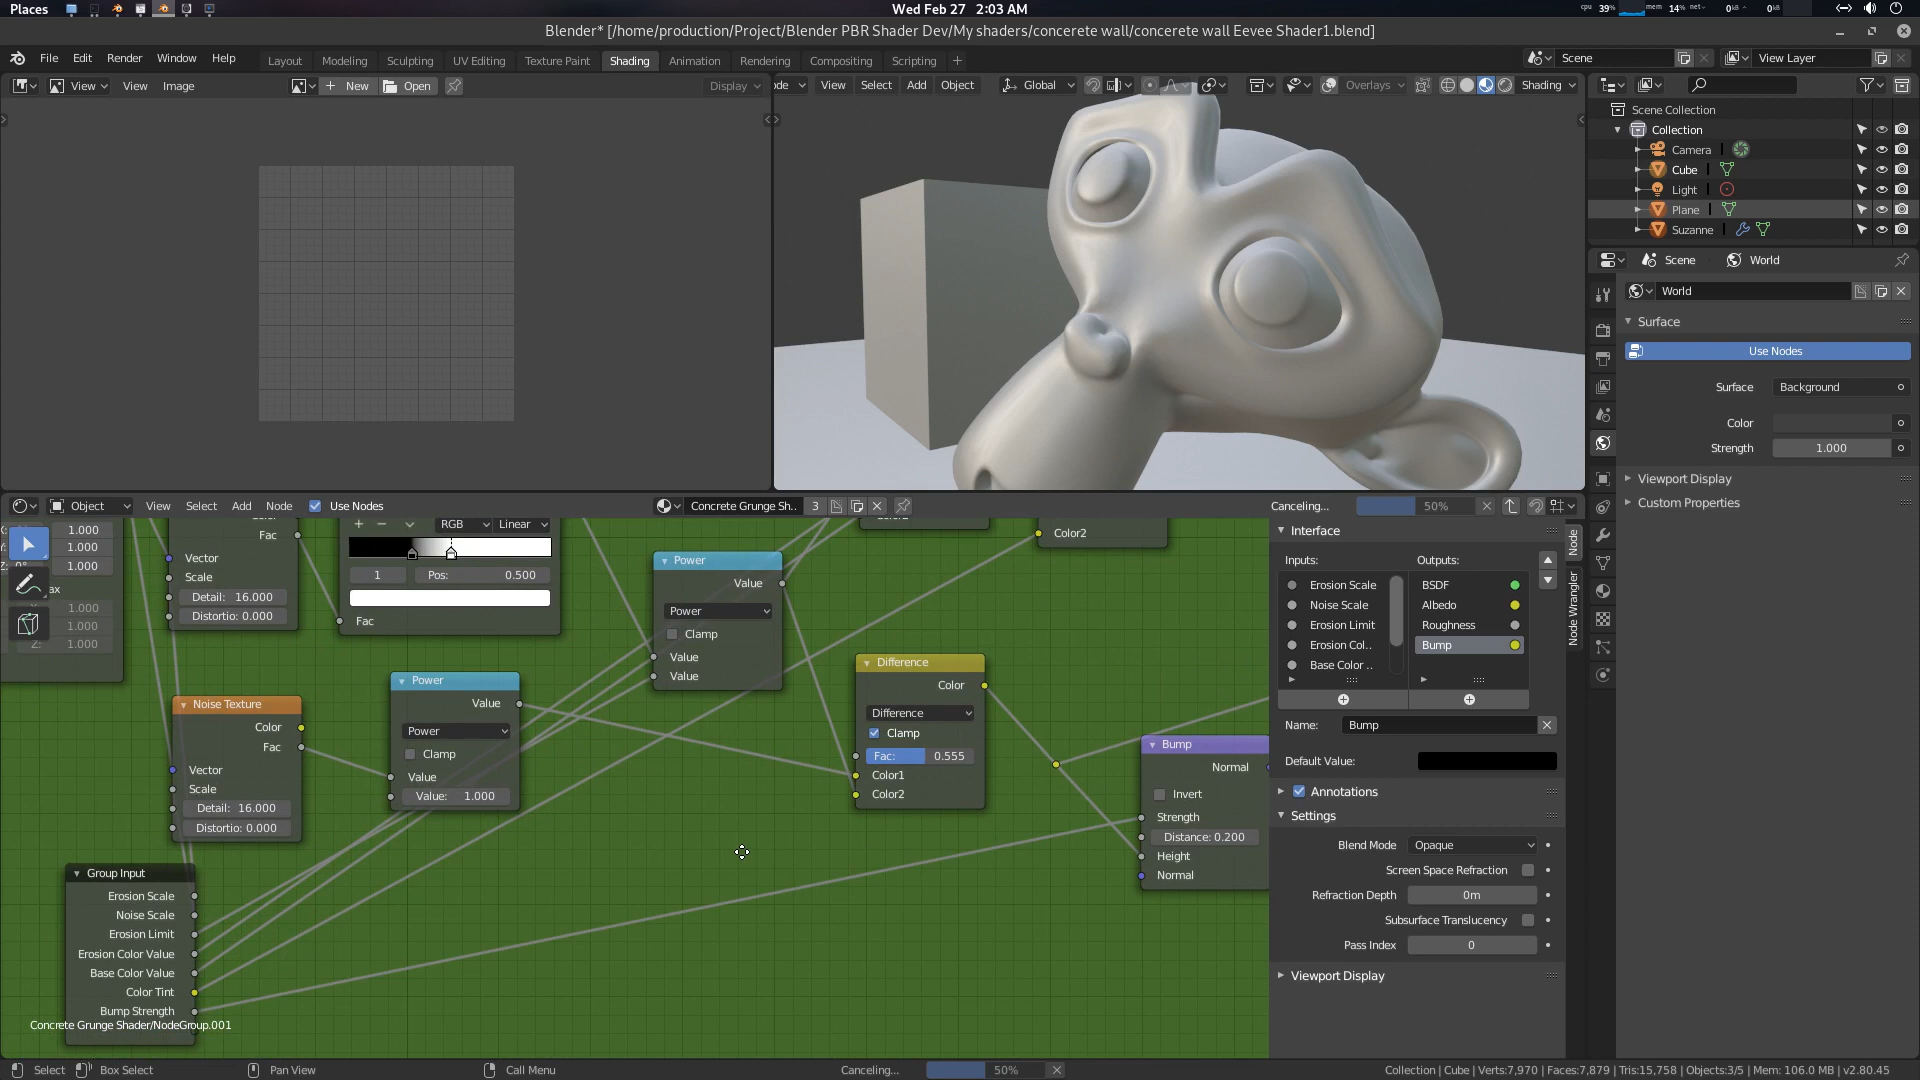 Places
Wed Feb 27 2:03 AM
cpu 39% mem 14% net 0kB 0kB
Blender* [/home/production/Project/Blender PBR Shader Dev/My shaders/concerete wall/concerete wall Eevee Shader1.blend]
File Edit Render Window Help
Layout Modeling Sculpting UV Editing Texture Paint Shading Animation Rendering Compositing Scripting
Scene View Layer
View View Image New Open Display
de View Select Add Object Global Overlays Shading
Scene Collection
Collection
Camera
Cube
Light
Plane
Suzanne
Scene World
World
Surface
Use Nodes
Surface Background
Color
Strength 1.000
Viewport Display
Custom Properties
Object View Select Add Node Use Nodes
Concrete Grunge Sh.. 3
Canceling... 50%
1.000
1.000
1.000
ax
1.000
1.000
1.000
Fac
Vector
Scale
Detail: 16.000
Distortio: 0.000
RGB Linear
1 Pos: 0.500
Fac
Power
Value
Power
Clamp
Value
Value
Color2
Noise Texture
Color
Fac
Vector
Scale
Detail: 16.000
Distortio: 0.000
Power
Value
Power
Clamp
Value
Value: 1.000
Difference
Color
Difference
Clamp
Fac: 0.555
Color1
Color2
Bump
Normal
Invert
Strength
Distance: 0.200
Height
Normal
Group Input
Erosion Scale
Noise Scale
Erosion Limit
Erosion Color Value
Base Color Value
Color Tint
Bump Strength
Concrete Grunge Shader/NodeGroup.001
Interface
Inputs: Outputs:
Erosion Scale BSDF
Noise Scale Albedo
Erosion Limit Roughness
Erosion Col.. Bump
Base Color ..
Name: Bump
Default Value:
Annotations
Settings
Blend Mode Opaque
Screen Space Refraction
Refraction Depth 0m
Subsurface Translucency
Pass Index 0
Viewport Display
Node
Node Wrangler
Select Box Select Pan View Call Menu Canceling... 50%
Collection | Cube | Verts:7,970 | Faces:7,879 | Tris:15,758 | Objects:3/5 | Mem: 106.0 MB | v2.80.45